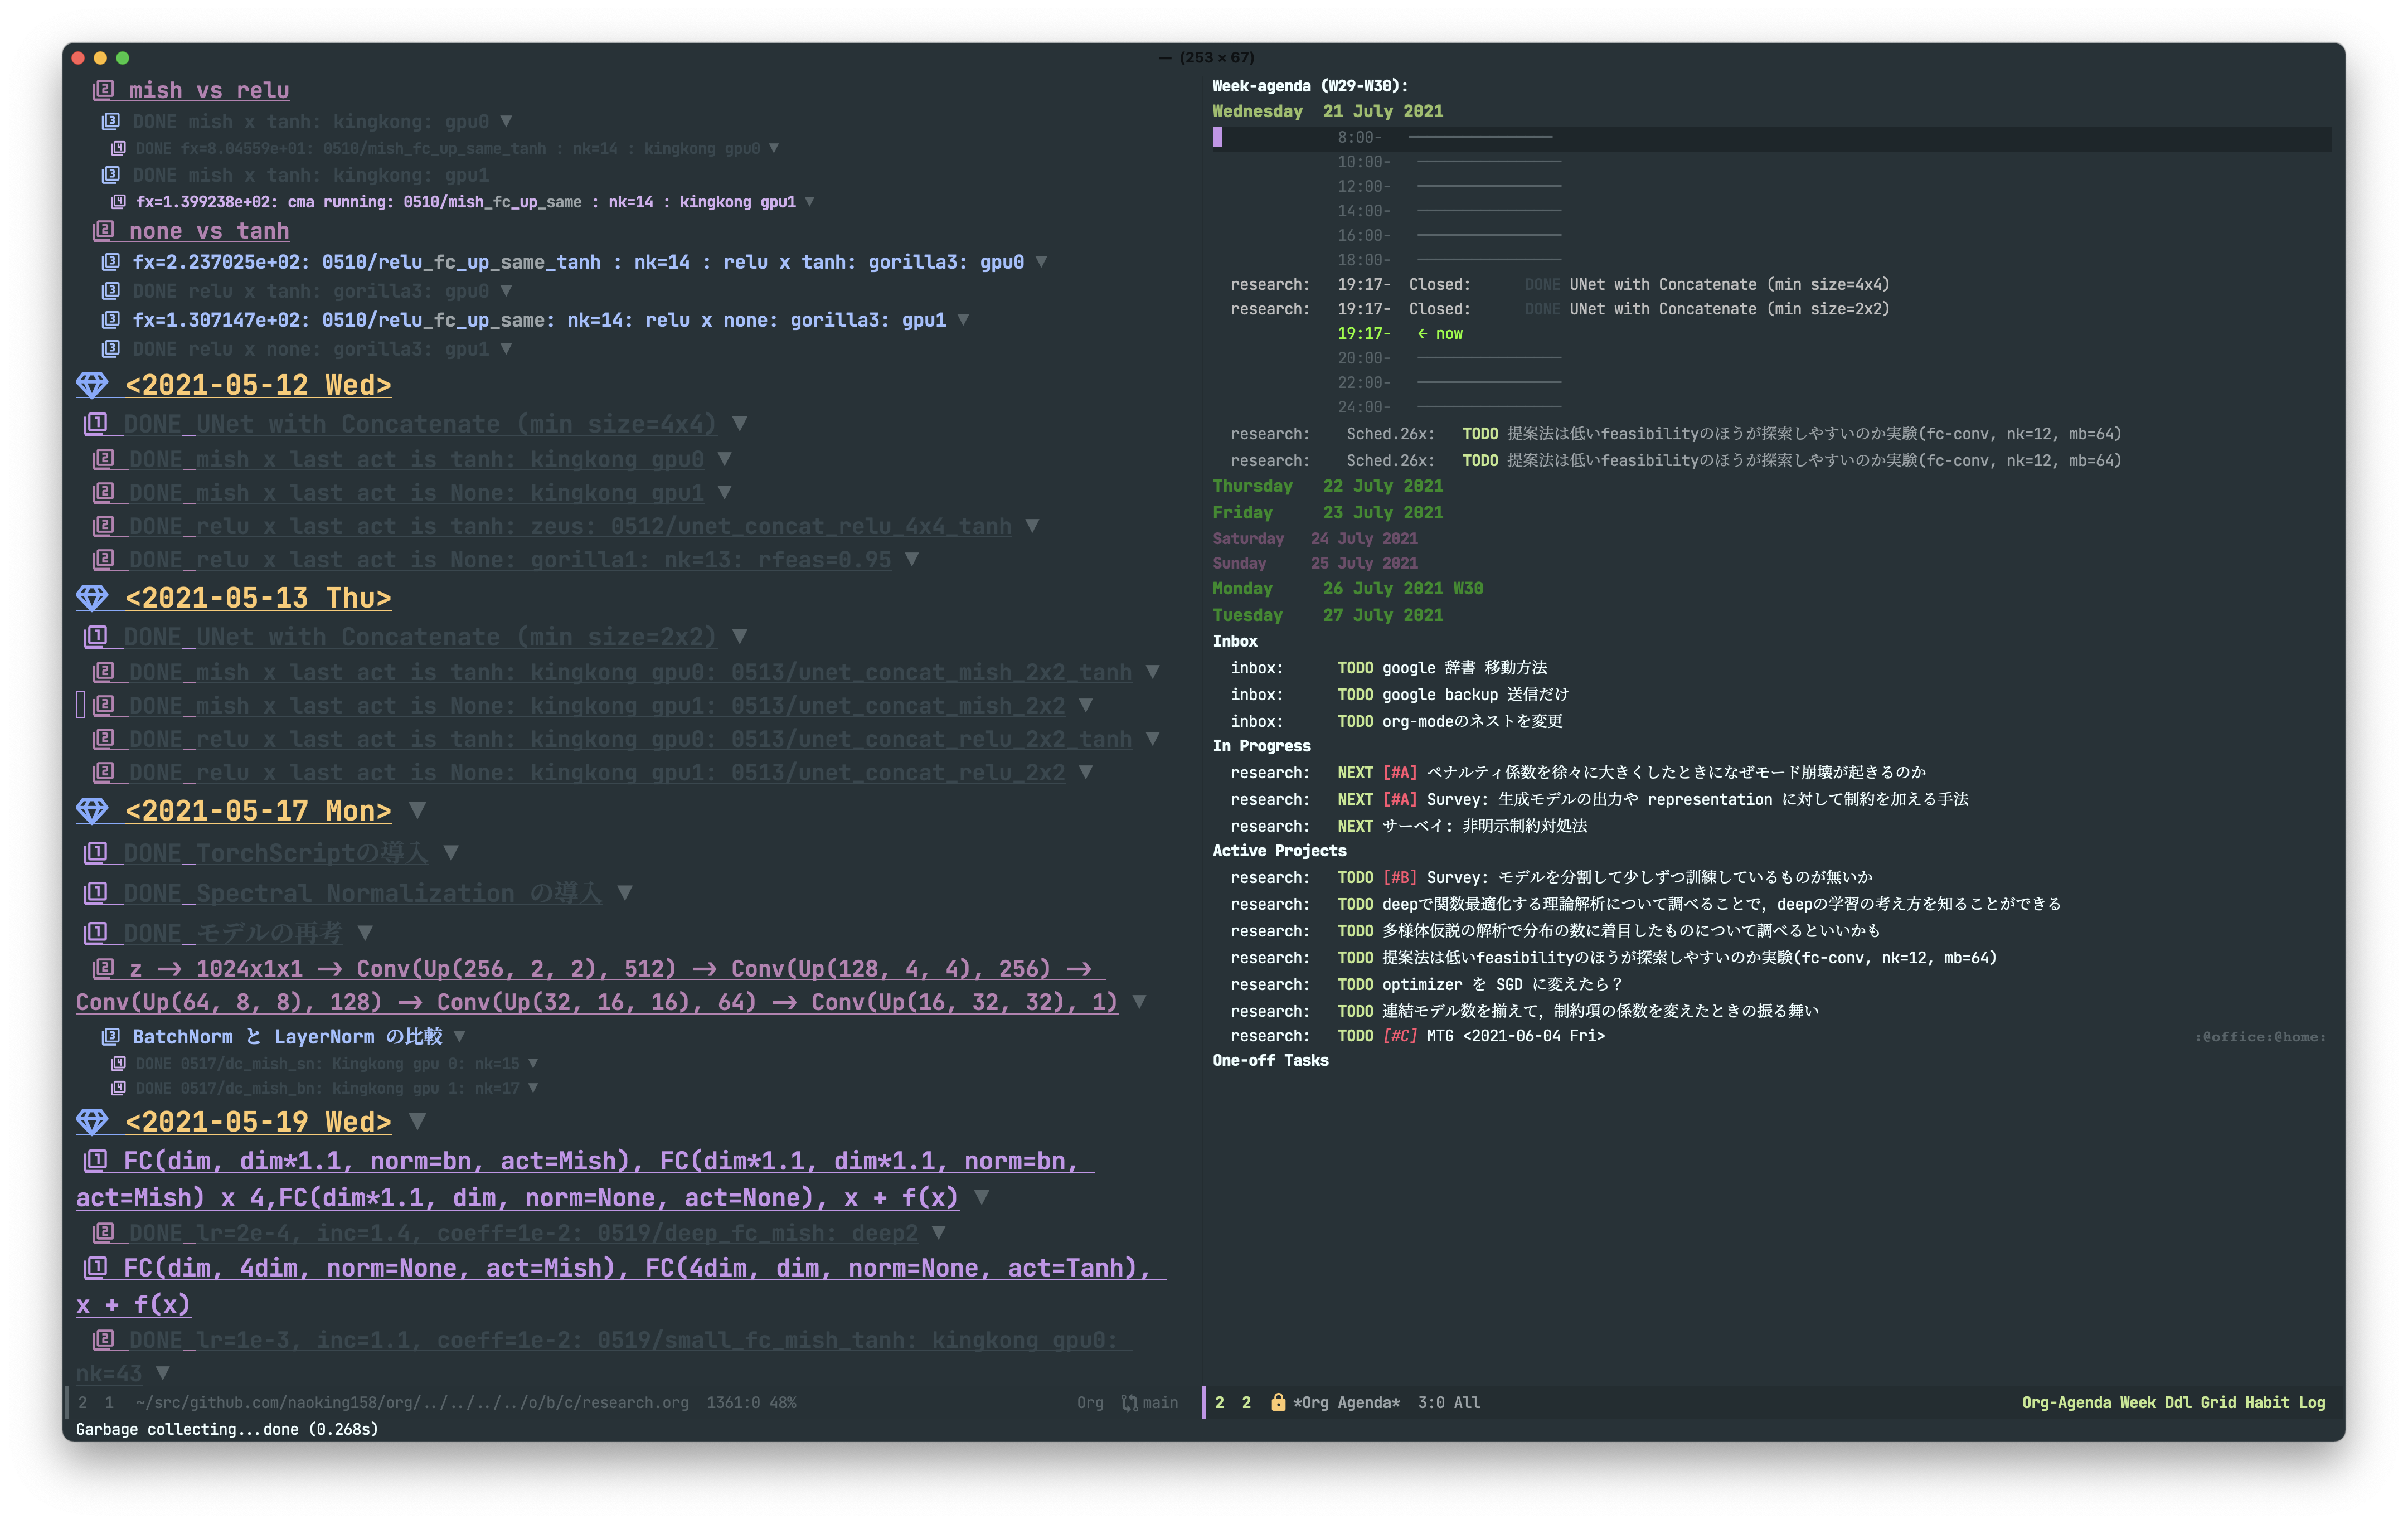 — (253 × 67)
mish vs relu
DONE mish x tanh: kingkong: gpu0 ▼
DONE fx=8.04559e+01: 0510/mish_fc_up_same_tanh : nk=14 : kingkong gpu0 ▼
DONE mish x tanh: kingkong: gpu1
fx=1.399238e+02: cma running: 0510/mish_fc_up_same : nk=14 : kingkong gpu1 ▼
none vs tanh
fx=2.237025e+02: 0510/relu_fc_up_same_tanh : nk=14 : relu x tanh: gorilla3: gpu0 ▼
DONE relu x tanh: gorilla3: gpu0 ▼
fx=1.307147e+02: 0510/relu_fc_up_same: nk=14: relu x none: gorilla3: gpu1 ▼
DONE relu x none: gorilla3: gpu1 ▼
<2021-05-12 Wed>
DONE UNet with Concatenate (min size=4x4) ▼
DONE mish x last act is tanh: kingkong gpu0 ▼
DONE mish x last act is None: kingkong gpu1 ▼
DONE relu x last act is tanh: zeus: 0512/unet_concat_relu_4x4_tanh ▼
DONE relu x last act is None: gorilla1: nk=13: rfeas=0.95 ▼
<2021-05-13 Thu>
DONE UNet with Concatenate (min size=2x2) ▼
DONE mish x last act is tanh: kingkong gpu0: 0513/unet_concat_mish_2x2_tanh ▼
DONE mish x last act is None: kingkong gpu1: 0513/unet_concat_mish_2x2 ▼
DONE relu x last act is tanh: kingkong gpu0: 0513/unet_concat_relu_2x2_tanh ▼
DONE relu x last act is None: kingkong gpu1: 0513/unet_concat_relu_2x2 ▼
<2021-05-17 Mon> ▼
DONE TorchScriptの導入 ▼
DONE Spectral Normalization の導入 ▼
DONE モデルの再考 ▼
z → 1024x1x1 → Conv(Up(256, 2, 2), 512) → Conv(Up(128, 4, 4), 256) →
Conv(Up(64, 8, 8), 128) → Conv(Up(32, 16, 16), 64) → Conv(Up(16, 32, 32), 1) ▼
BatchNorm と LayerNorm の比較 ▼
DONE 0517/dc_mish_sn: Kingkong gpu 0: nk=15 ▼
DONE 0517/dc_mish_bn: kingkong gpu 1: nk=17 ▼
<2021-05-19 Wed> ▼
FC(dim, dim*1.1, norm=bn, act=Mish), FC(dim*1.1, dim*1.1, norm=bn,
act=Mish) x 4,FC(dim*1.1, dim, norm=None, act=None), x + f(x) ▼
DONE lr=2e-4, inc=1.4, coeff=1e-2: 0519/deep_fc_mish: deep2 ▼
FC(dim, 4dim, norm=None, act=Mish), FC(4dim, dim, norm=None, act=Tanh),
x + f(x)
DONE lr=1e-3, inc=1.1, coeff=1e-2: 0519/small_fc_mish_tanh: kingkong gpu0:
nk=43 ▼
2 1 ~/src/github.com/naoking158/org/../../../../o/b/c/research.org 1361:0 48% Org main
Garbage collecting...done (0.268s)
Week-agenda (W29-W30):
Wednesday 21 July 2021
8:00-
10:00-
12:00-
14:00-
16:00-
18:00-
research: 19:17- Closed: DONE UNet with Concatenate (min size=4x4)
research: 19:17- Closed: DONE UNet with Concatenate (min size=2x2)
19:17- ← now
20:00-
22:00-
24:00-
research: Sched.26x: TODO 提案法は低いfeasibilityのほうが探索しやすいのか実験(fc-conv, nk=12, mb=64)
research: Sched.26x: TODO 提案法は低いfeasibilityのほうが探索しやすいのか実験(fc-conv, nk=12, mb=64)
Thursday 22 July 2021
Friday 23 July 2021
Saturday 24 July 2021
Sunday 25 July 2021
Monday 26 July 2021 W30
Tuesday 27 July 2021
Inbox
inbox: TODO google 辞書 移動方法
inbox: TODO google backup 送信だけ
inbox: TODO org-modeのネストを変更
In Progress
research: NEXT [#A] ペナルティ係数を徐々に大きくしたときになぜモード崩壊が起きるのか
research: NEXT [#A] Survey: 生成モデルの出力や representation に対して制約を加える手法
research: NEXT サーベイ: 非明示制約対処法
Active Projects
research: TODO [#B] Survey: モデルを分割して少しずつ訓練しているものが無いか
research: TODO deepで関数最適化する理論解析について調べることで，deepの学習の考え方を知ることができる
research: TODO 多様体仮説の解析で分布の数に着目したものについて調べるといいかも
research: TODO 提案法は低いfeasibilityのほうが探索しやすいのか実験(fc-conv, nk=12, mb=64)
research: TODO optimizer を SGD に変えたら？
research: TODO 連結モデル数を揃えて，制約項の係数を変えたときの振る舞い
research: TODO [#C] MTG <2021-06-04 Fri> :@office:@home:
One-off Tasks
2 2 *Org Agenda* 3:0 All Org-Agenda Week Ddl Grid Habit Log